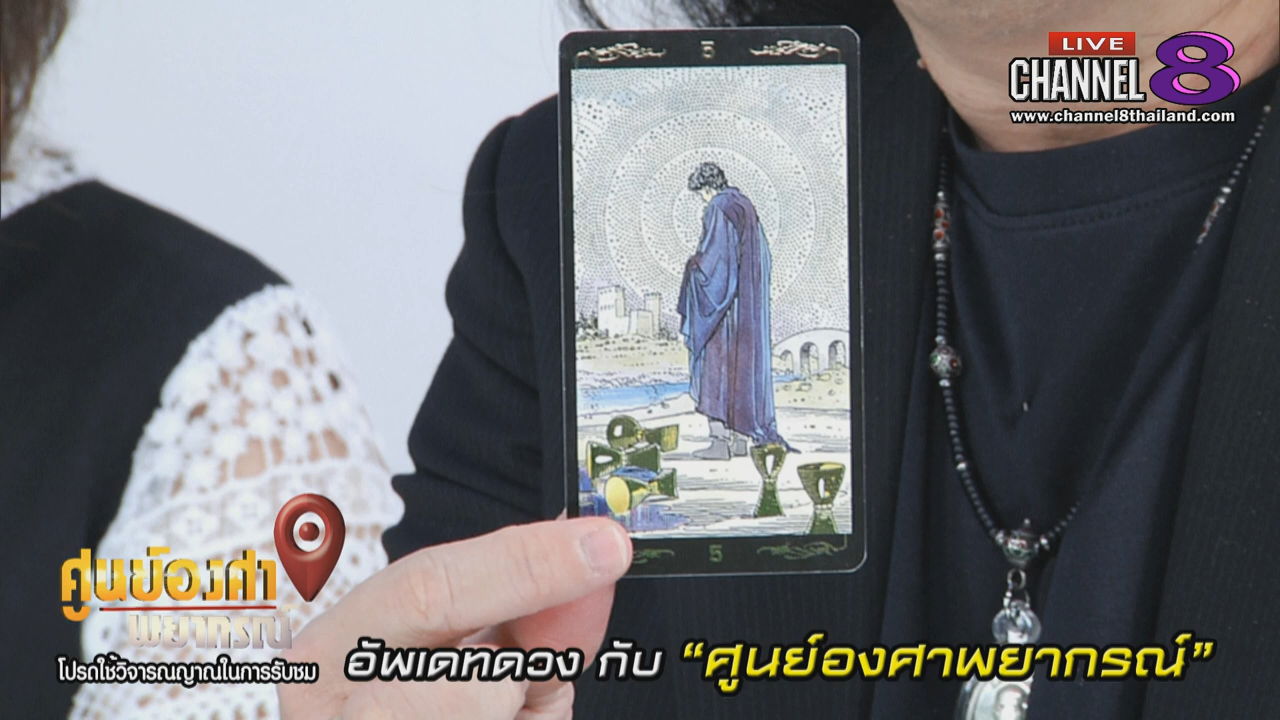 5
LIVE
CHANNEL 8
www.channel8thailand.com
5
ศูนย์องศา
พยากรณ์
โปรดใช้วิจารณญาณในการรับชม
อัพเดทดวง กับ “ศูนย์องศาพยากรณ์”